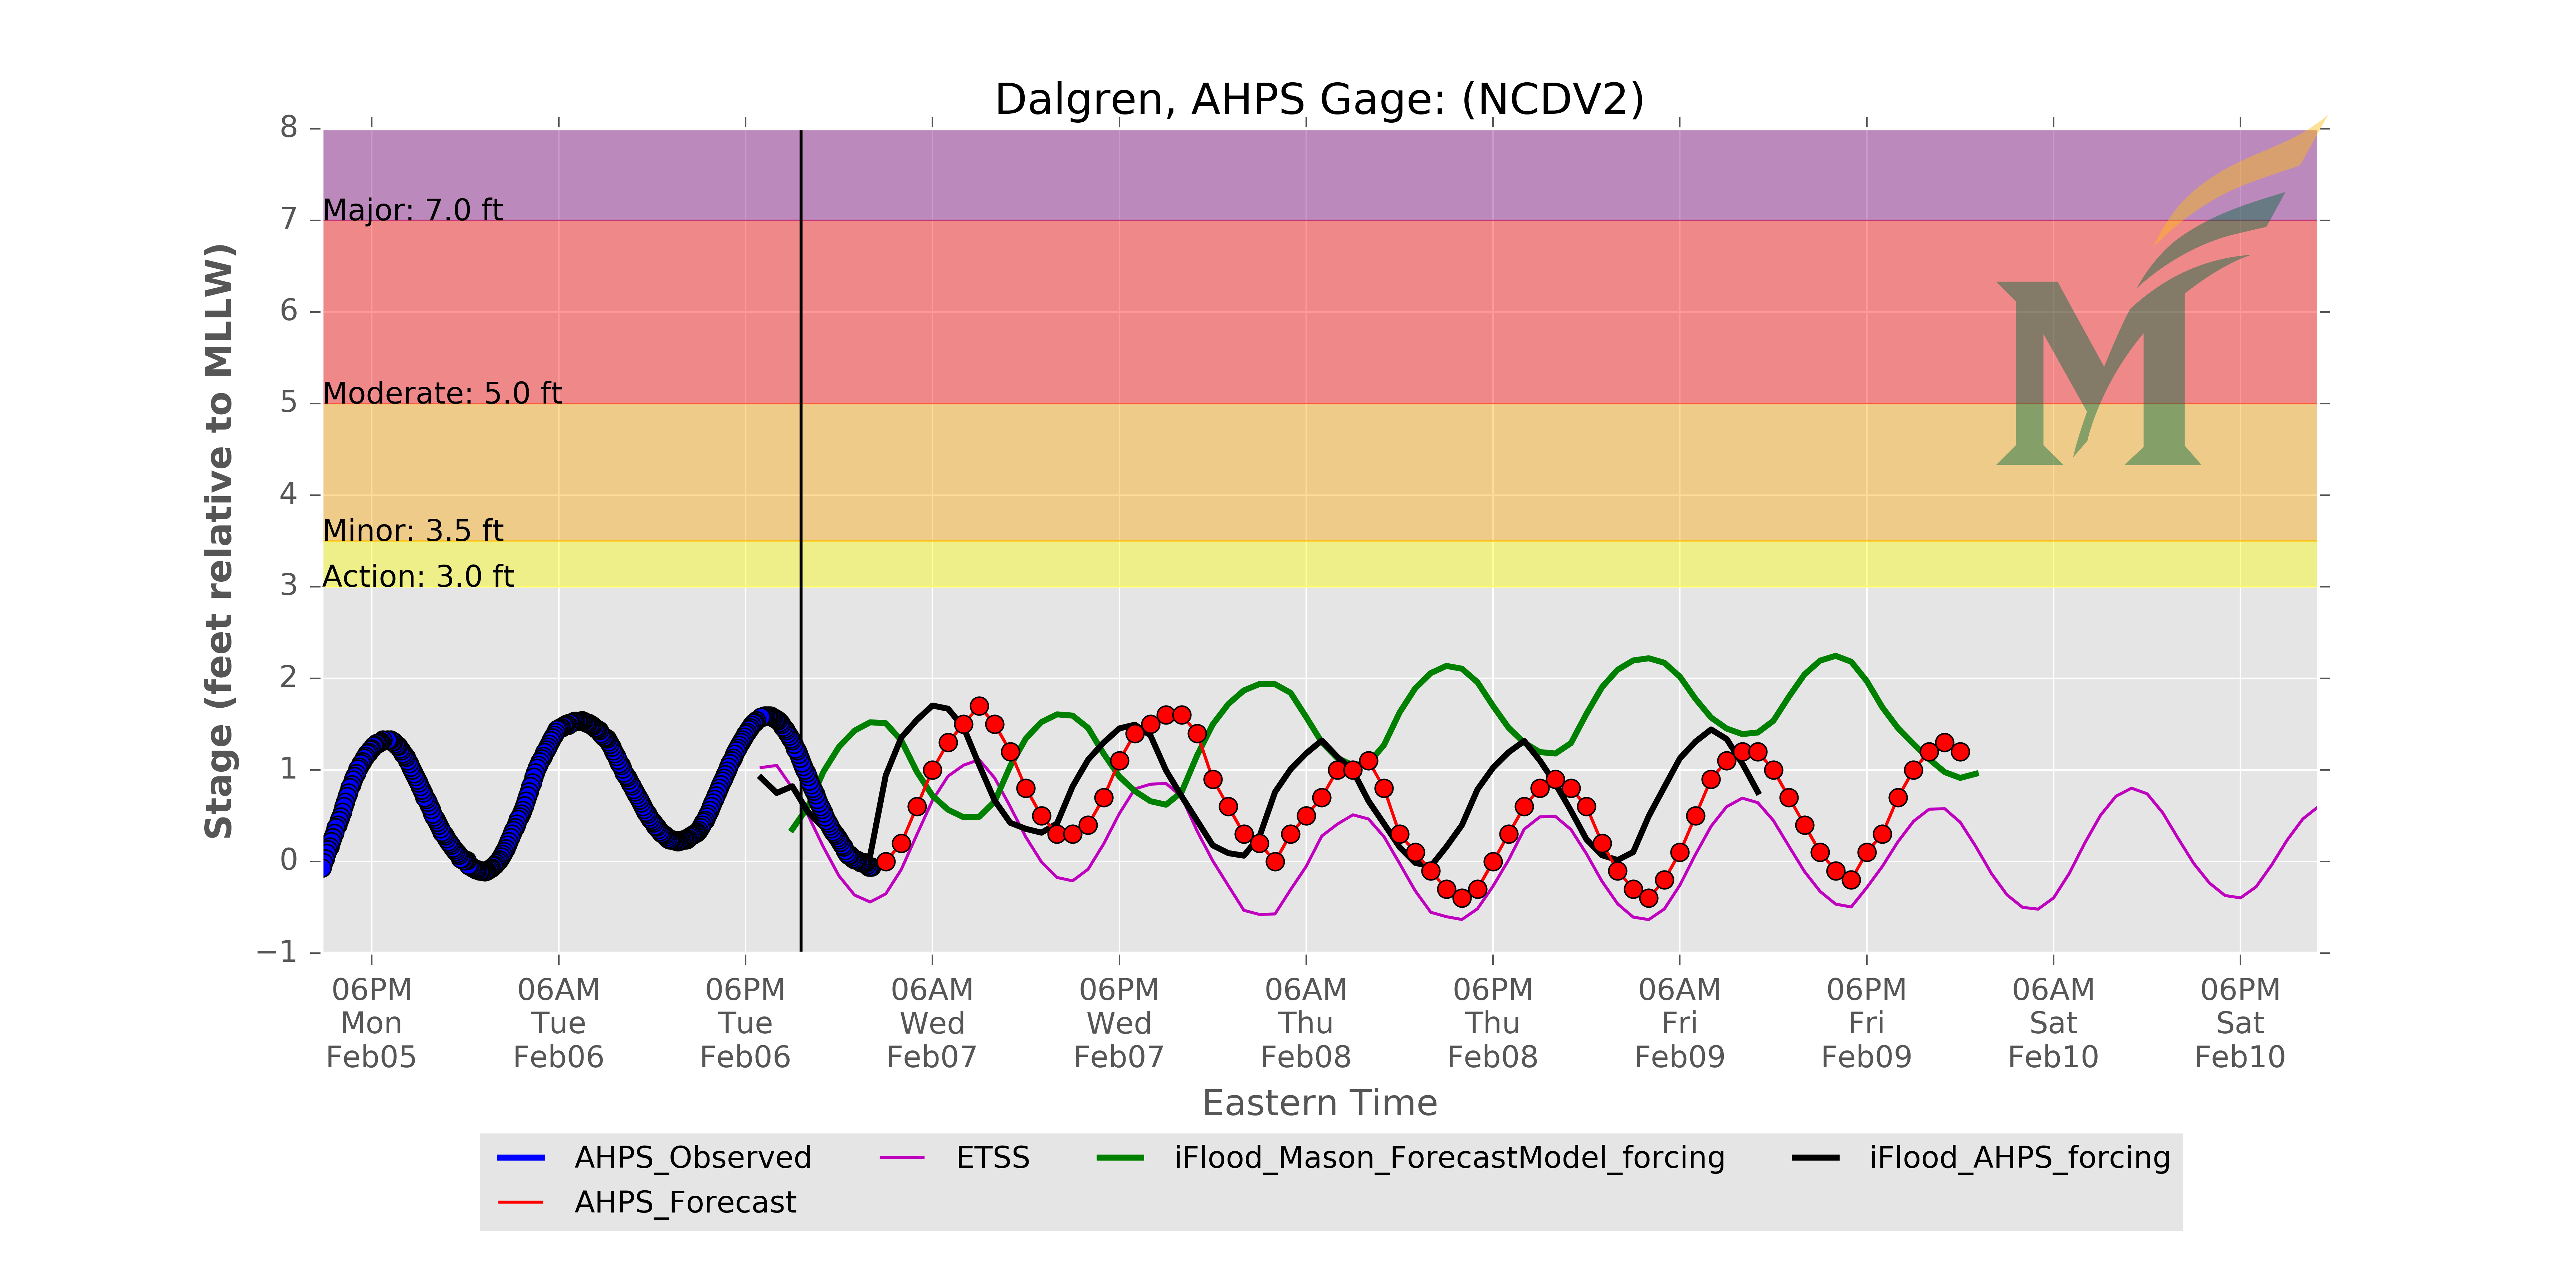 Dalgren, AHPS Gage: (NCDV2)
8
7
6
5
4
3
2
1
0
−1
Stage (feet relative to MLLW)
Major: 7.0 ft
Moderate: 5.0 ft
Minor: 3.5 ft
Action: 3.0 ft
06PM 06AM 06PM 06AM 06PM 06AM 06PM 06AM 06PM 06AM 06PM
Mon Tue Tue Wed Wed Thu Thu Fri Fri Sat Sat
Feb05 Feb06 Feb06 Feb07 Feb07 Feb08 Feb08 Feb09 Feb09 Feb10 Feb10
Eastern Time
AHPS_Observed ETSS iFlood_Mason_ForecastModel_forcing iFlood_AHPS_forcing
AHPS_Forecast
M